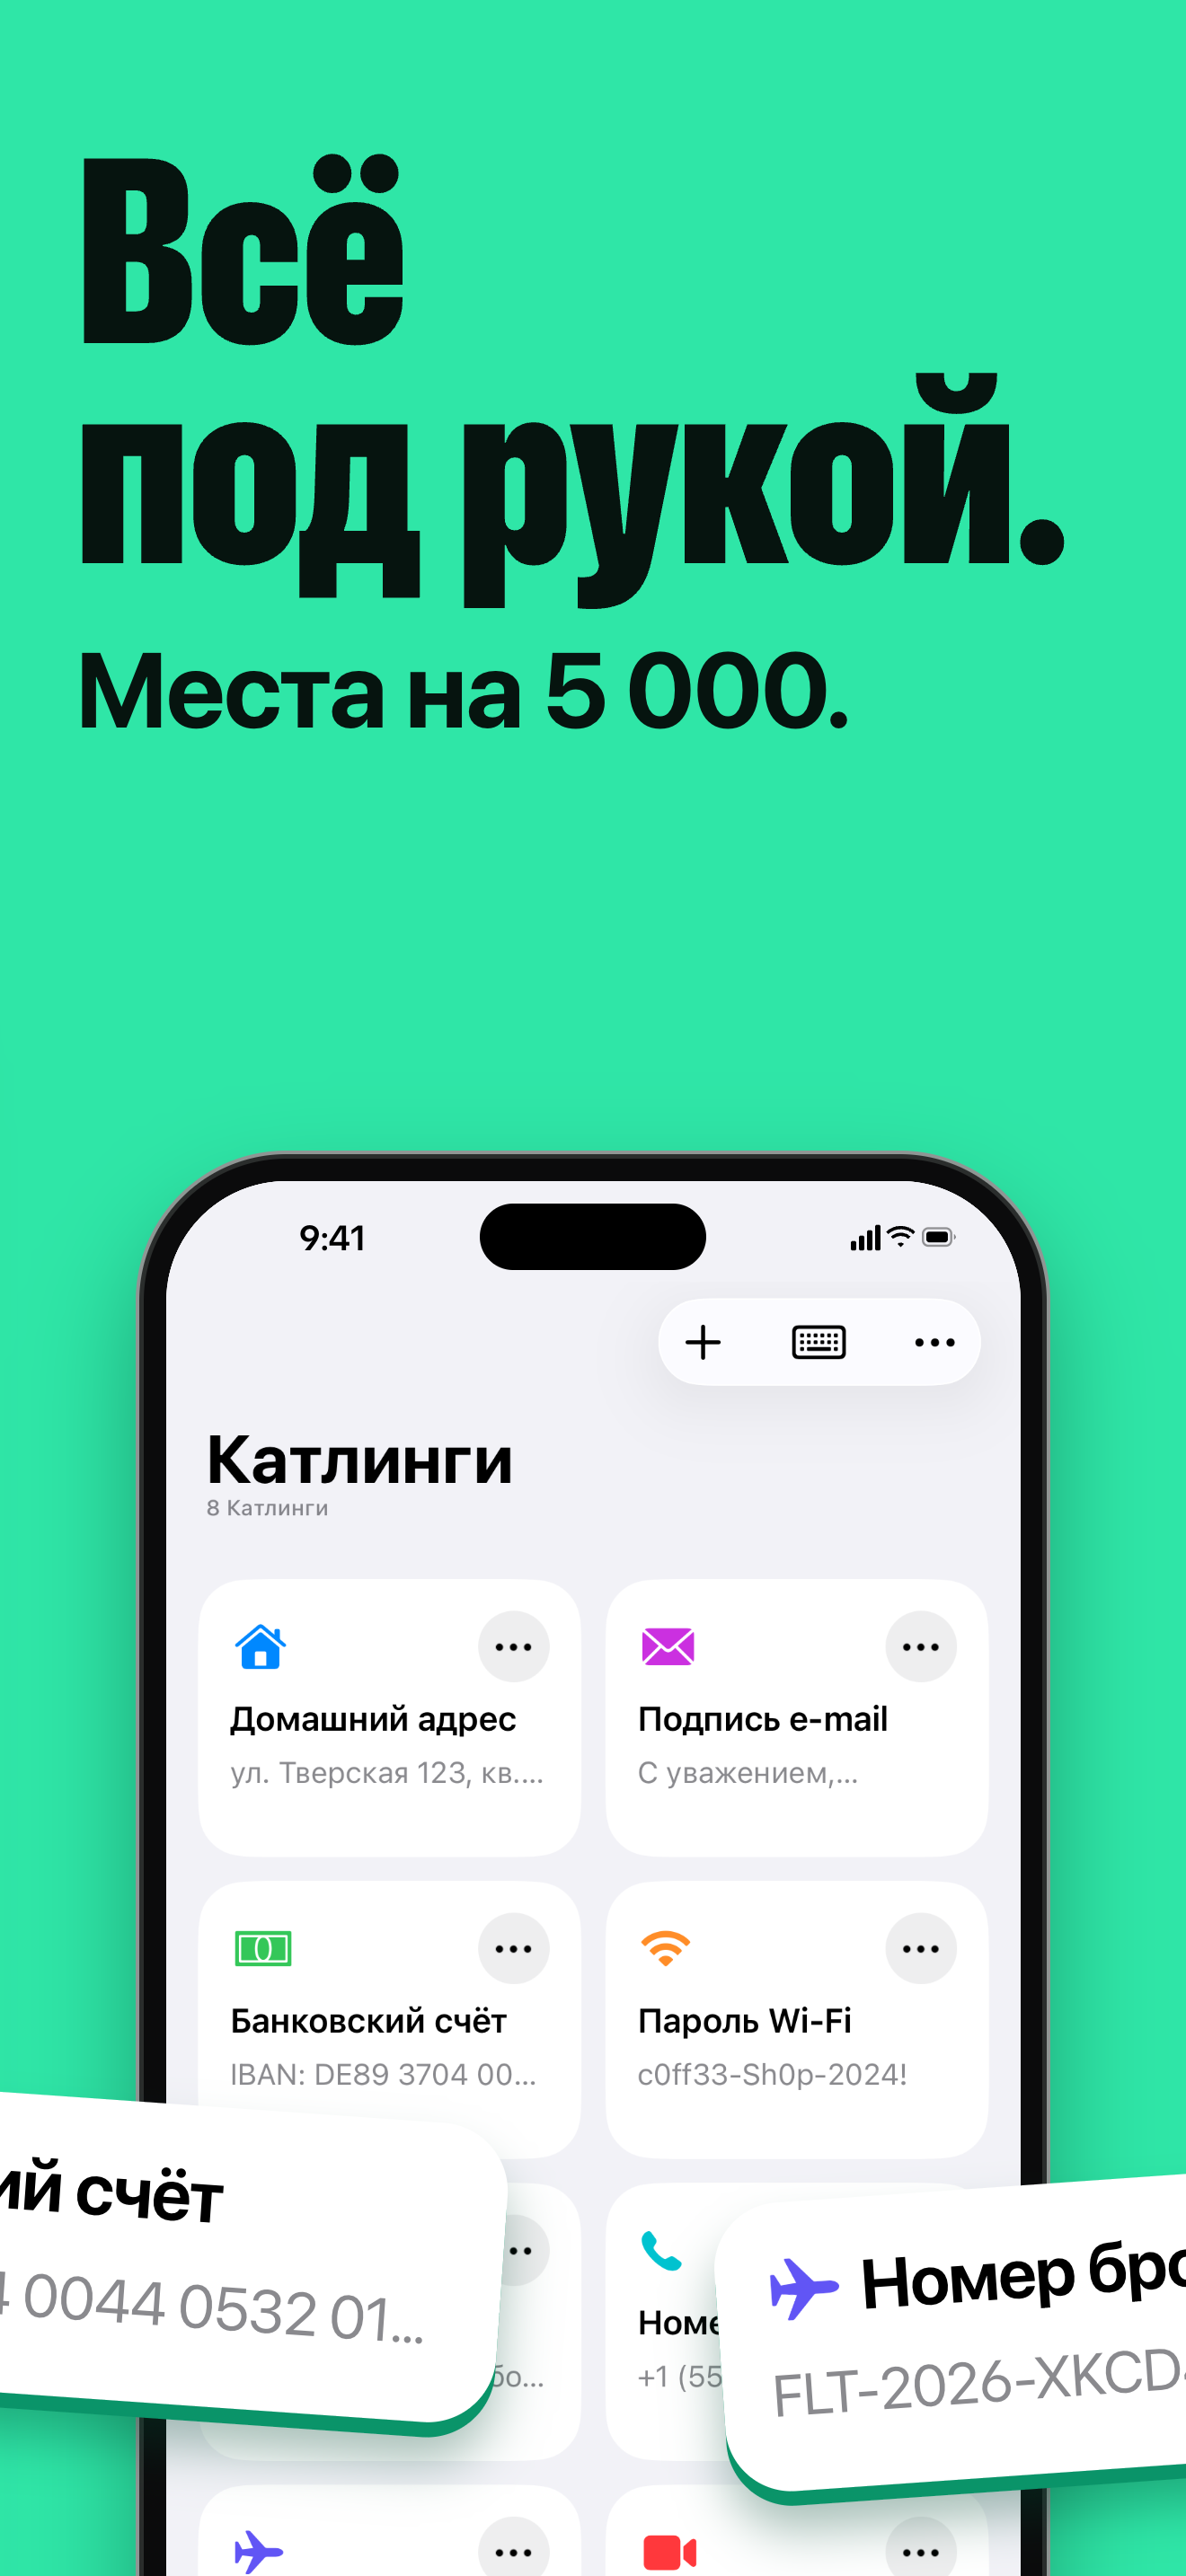 Всё
под рукой.
Места на 5 000.
9:41
Катлинги
8 Катлинги
Домашний адрес
ул. Тверская 123, кв....
Подпись e-mail
С уважением,...
Банковский счёт
IBAN: DE89 3704 00...
Пароль Wi-Fi
c0ff33-Sh0p-2024!
счёт
0044 0532 01...
+1 (55
Номер
FLT-2026-XKCD